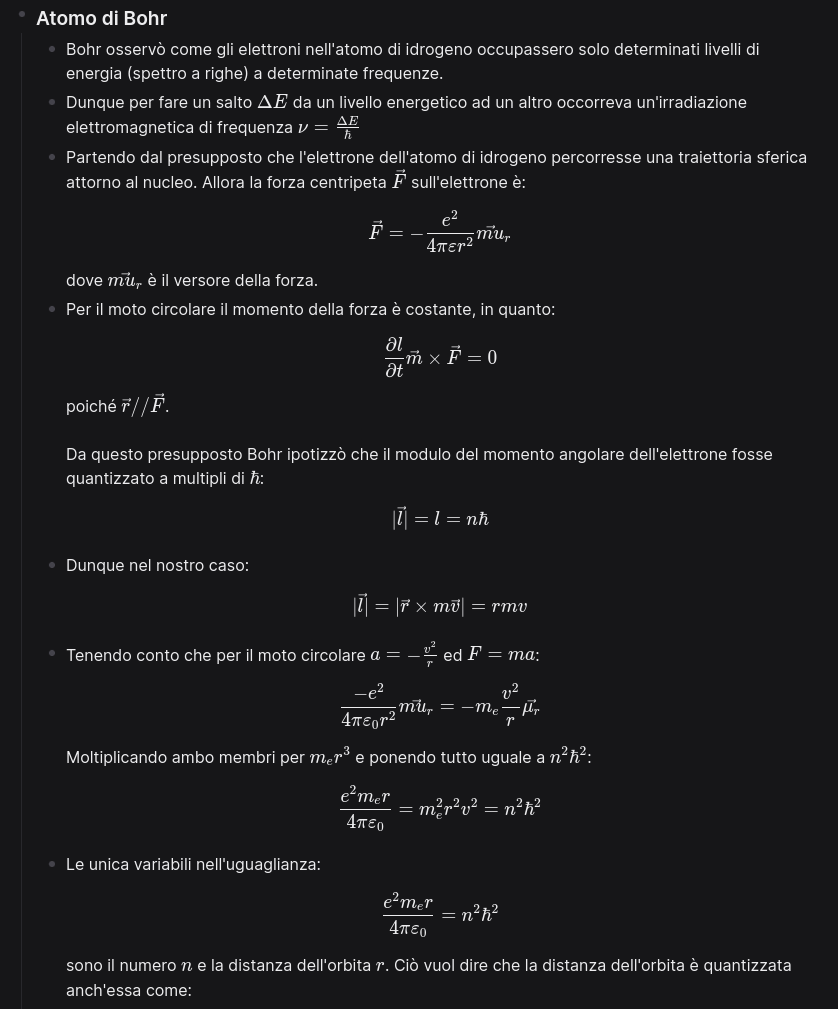 Atomo di Bohr
Bohr osservò come gli elettroni nell'atomo di idrogeno occupassero solo determinati livelli di
energia (spettro a righe) a determinate frequenze.
Dunque per fare un salto $\Delta E$ da un livello energetico ad un altro occorreva un'irradiazione
elettromagnetica di frequenza $\nu = \frac{\Delta E}{\hbar}$
Partendo dal presupposto che l'elettrone dell'atomo di idrogeno percorresse una traiettoria sferica
attorno al nucleo. Allora la forza centripeta $\vec{F}$ sull'elettrone è:
$\vec{F} = -\frac{e^2}{4\pi\varepsilon r^2} \vec{mu}_r$
dove $\vec{mu}_r$ è il versore della forza.
Per il moto circolare il momento della forza è costante, in quanto:
$\frac{\partial l}{\partial t} \vec{m} \times \vec{F} = 0$
poiché $\vec{r} // \vec{F}$.
Da questo presupposto Bohr ipotizzò che il modulo del momento angolare dell'elettrone fosse
quantizzato a multipli di $\hbar$:
$|\vec{l}| = l = n\hbar$
Dunque nel nostro caso:
$|\vec{l}| = |\vec{r} \times m\vec{v}| = rmv$
Tenendo conto che per il moto circolare $a = -\frac{v^2}{r}$ ed $F = ma$:
$\frac{-e^2}{4\pi\varepsilon_0 r^2} \vec{mu}_r = -m_e \frac{v^2}{r} \vec{\mu_r}$
Moltiplicando ambo membri per $m_e r^3$ e ponendo tutto uguale a $n^2\hbar^2$:
$\frac{e^2 m_e r}{4\pi\varepsilon_0} = m_e^2 r^2 v^2 = n^2\hbar^2$
Le unica variabili nell'uguaglianza:
$\frac{e^2 m_e r}{4\pi\varepsilon_0} = n^2\hbar^2$
sono il numero $n$ e la distanza dell'orbita $r$. Ciò vuol dire che la distanza dell'orbita è quantizzata
anch'essa come: